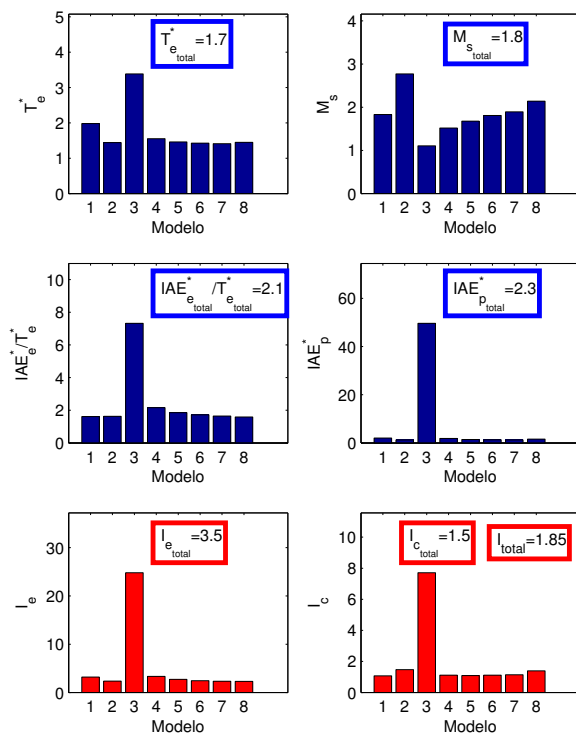 T*e total=1.7
5
4
3
2
1
0
T*e
1 2 3 4 5 6 7 8
Modelo
Ms total=1.8
4
3
2
1
0
Ms
1 2 3 4 5 6 7 8
Modelo
IAE*e total/T*e total=2.1
10
8
6
4
2
0
IAE*e/T*e
1 2 3 4 5 6 7 8
Modelo
IAE*p total=2.3
60
40
20
0
IAE*p
1 2 3 4 5 6 7 8
Modelo
Ie total=3.5
30
20
10
0
Ie
1 2 3 4 5 6 7 8
Modelo
Ic total=1.5
Itotal=1.85
10
8
6
4
2
0
Ic
1 2 3 4 5 6 7 8
Modelo